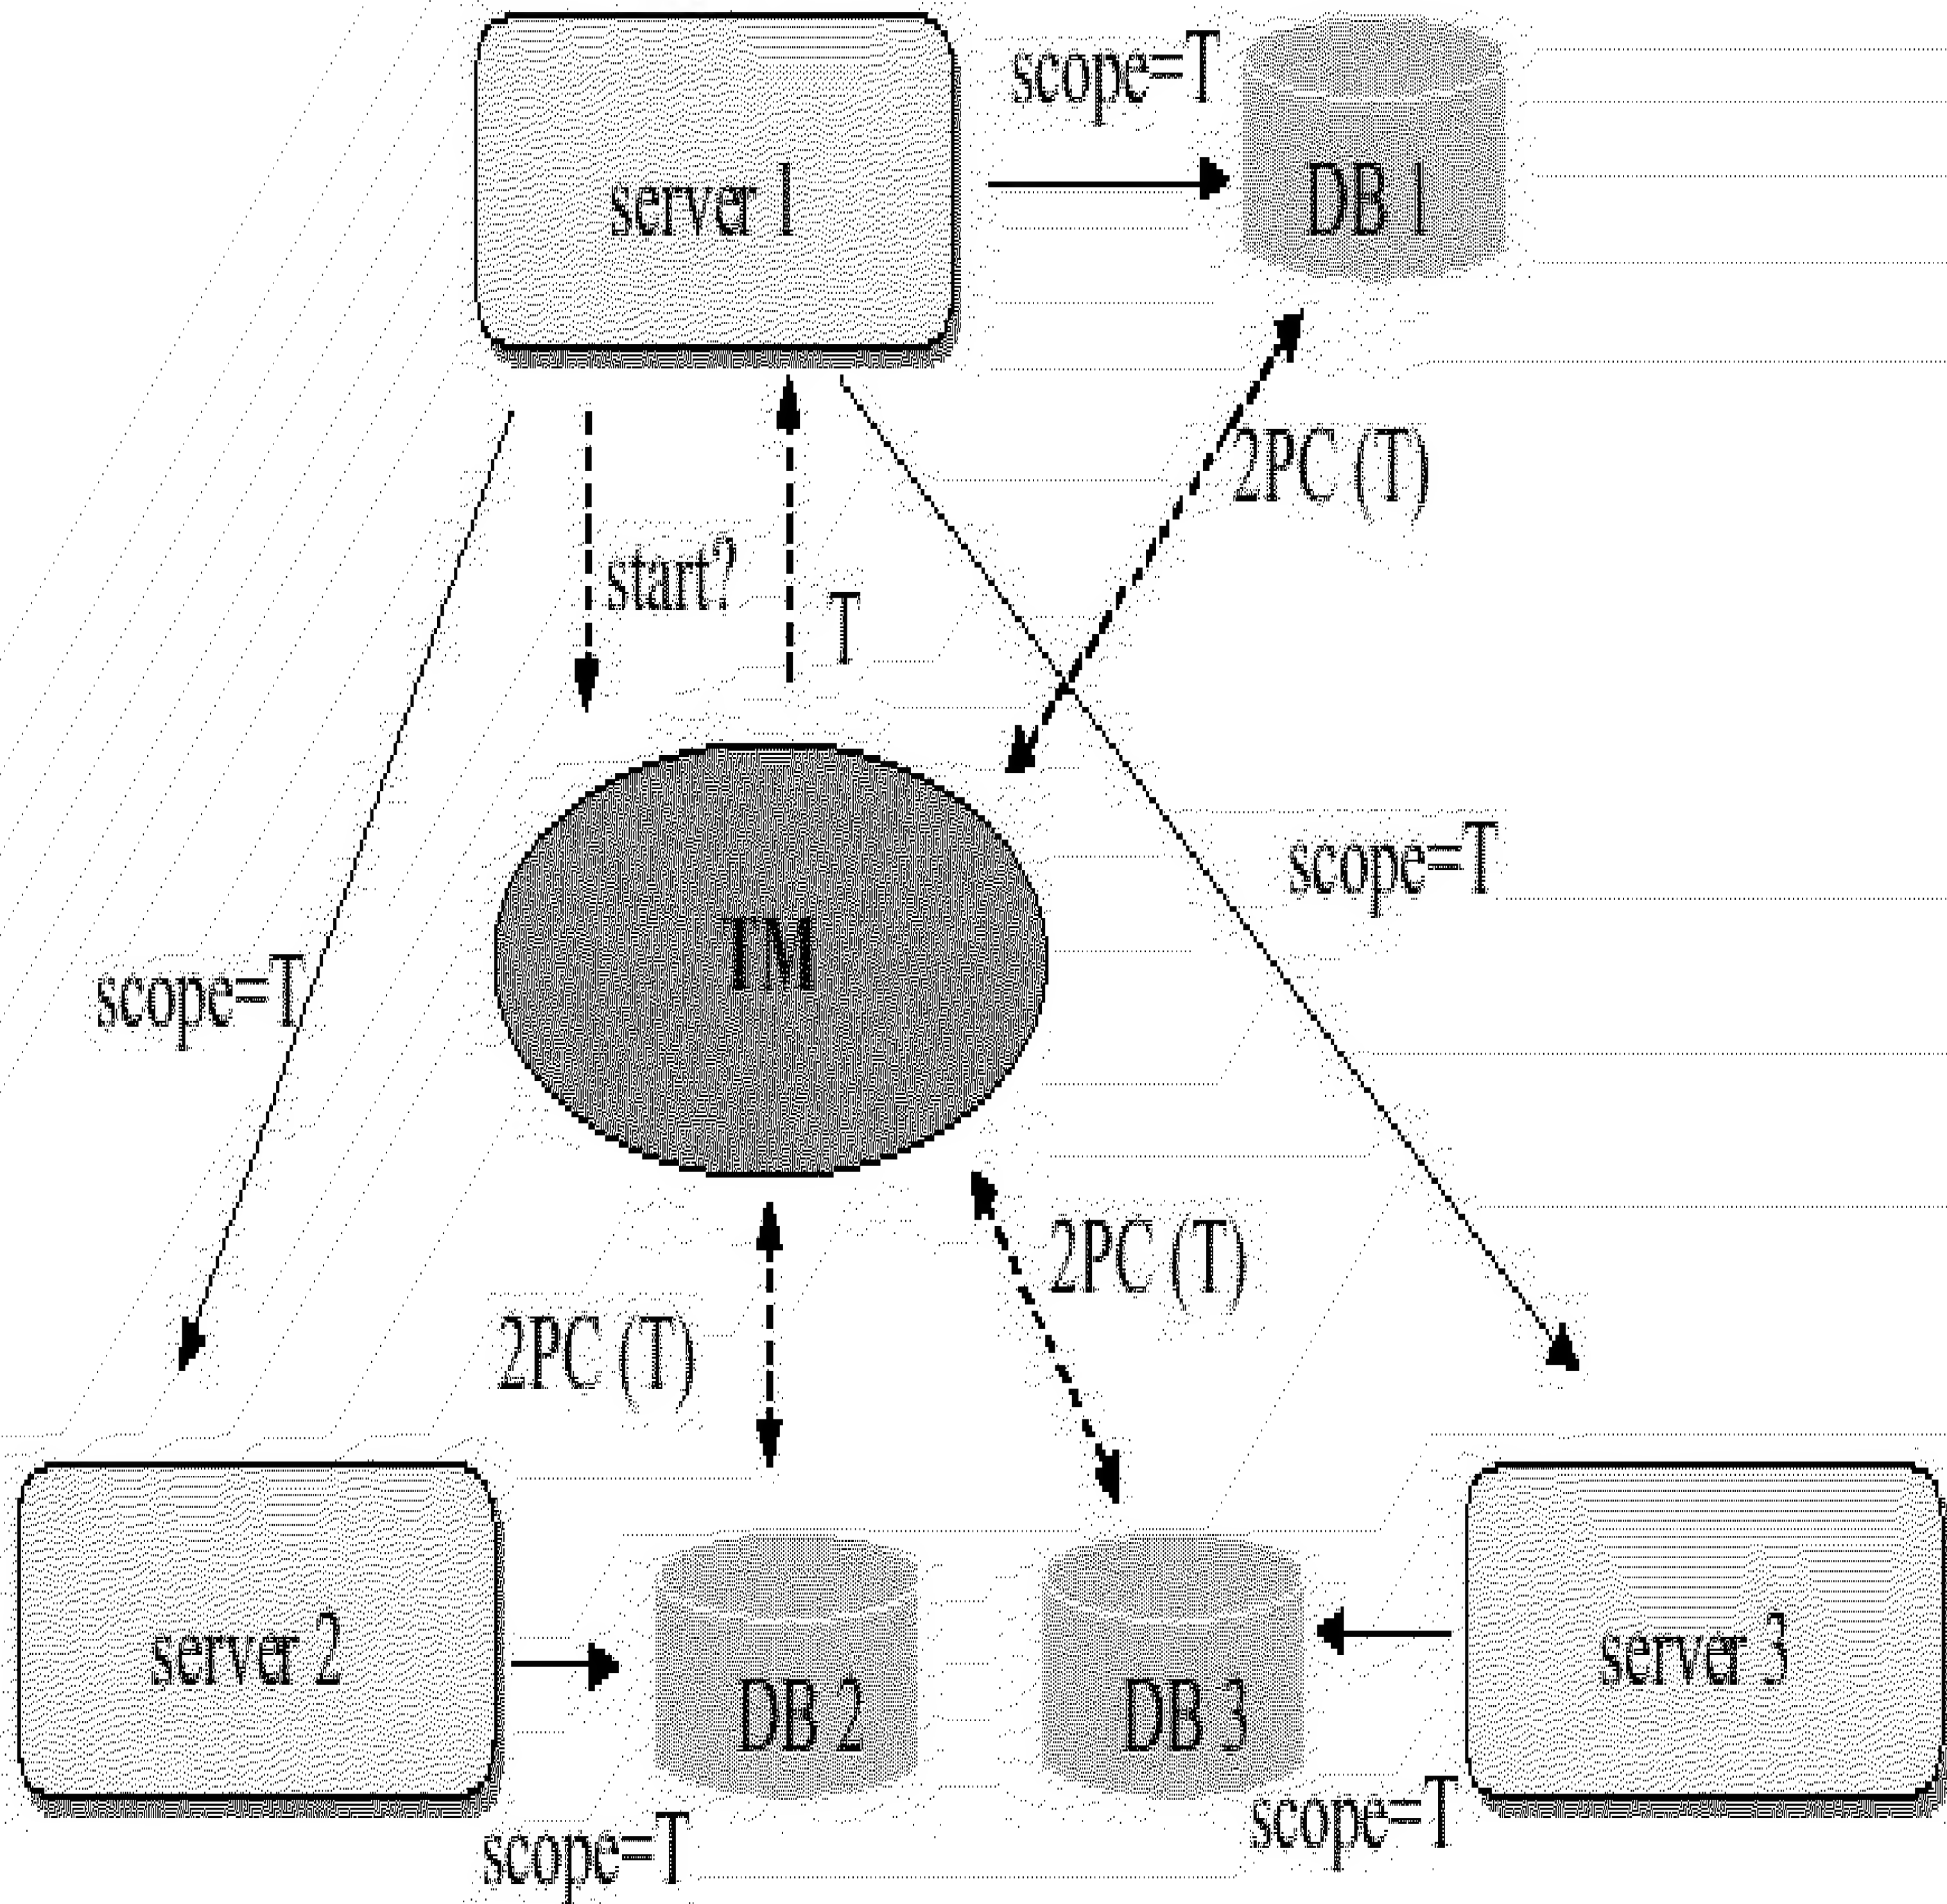 scope=T
server 1
DB 1
2PC (T)
start?
T
scope=T
TM
scope=T
2PC (T)
2PC (T)
server 2
DB 2
DB 3
server 3
scope=T
scope=T